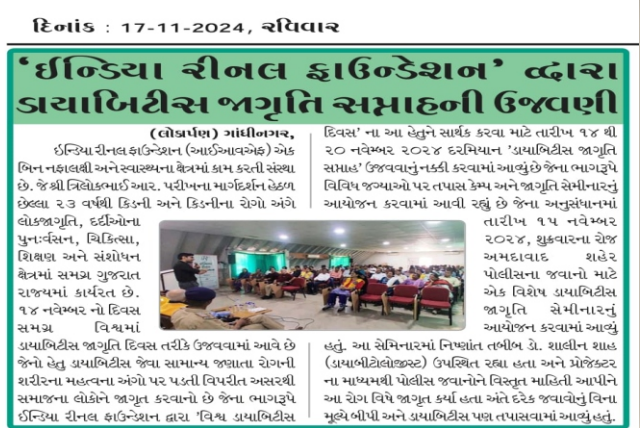 દિનાંક : 17-11-2024, રવિવાર
'ઈન્ડિયા રીનલ ફાઉન્ડેશન' દ્વારા
ડાયાબિટીસ જાગૃતિ સપ્તાહની ઉજવણી
(લોકાર્પણ) ગાંધીનગર,
ઈન્ડિયા રીનલ ફાઉન્ડેશન (આઈઆવએફ) એક
બિન નફાલક્ષી અને સ્વાસ્થ્યના ક્ષેત્રમાં કામ કરતી સંસ્થા
છે. જે શ્રી ત્રિલોકભાઈ આર. પરીખના માર્ગદર્શન હેઠળ
છેલ્લા ૨૩ વર્ષથી કિડની અને કિડનીના રોગો અંગે
લોકજાગૃતિ, દર્દીઓના
પુનઃર્વસન, ચિકિત્સા,
શિક્ષણ અને સંશોધન
ક્ષેત્રમાં સમગ્ર ગુજરાત
રાજ્યમાં કાર્યરત છે.
૧૪ નવેમ્બર નો દિવસ
સમગ્ર વિશ્વમાં
ડાયાબિટીસ જાગૃતિ દિવસ તરીકે ઉજવવામાં આવે છે
જેનો હેતુ ડાયાબિટીસ જેવા સામાન્ય જણાતા રોગની
શરીરના મહત્વના અંગો પર પડતી વિપરીત અસરથી
સમાજના લોકોને જાગૃત કરવાનો છે જેના ભાગરૂપે
ઈન્ડિયા રીનલ ફાઉન્ડેશન દ્વારા 'વિશ્વ ડાયાબિટીસ
દિવસ' ના આ હેતુને સાર્થક કરવા માટે તારીખ ૧૪ થી
૨૦ નવેમ્બર ૨૦૨૪ દરમિયાન 'ડાયાબિટીસ જાગૃતિ
સપ્તાહ' ઉજવવાનું નક્કી કરવામાં આવ્યું છે જેના ભાગરૂપે
વિવિધ જગ્યાઓ પર તપાસ કેમ્પ અને જાગૃતિ સેમીનારનું
આયોજન કરવામાં આવી રહ્યું છે જેના અનુસંધાનમાં
તારીખ ૧૫ નવેમ્બર
૨૦૨૪, શુક્રવારના રોજ
અમદાવાદ શહેર
પોલીસના જવાનો માટે
એક વિશેષ ડાયાબિટીસ
જાગૃતિ સેમીનારનું
આયોજન કરવામાં આવ્યું
હતું. આ સેમિનારમાં નિષ્ણાંત તબીબ ડો. શાલીન શાહ
(ડાયાબીટોલોજીસ્ટ) ઉપસ્થિત રહ્યા હતા અને પ્રોજેક્ટર
ના માધ્યમથી પોલીસ જવાનોને વિસ્તૃત માહિતી આપીને
આ રોગ વિષે જાગૃત કર્યા હતા અંતે દરેક જવાનોનું વિના
મૂલ્યે બીપી અને ડાયાબિટીસ પણ તપાસવામાં આવ્યું હતું.